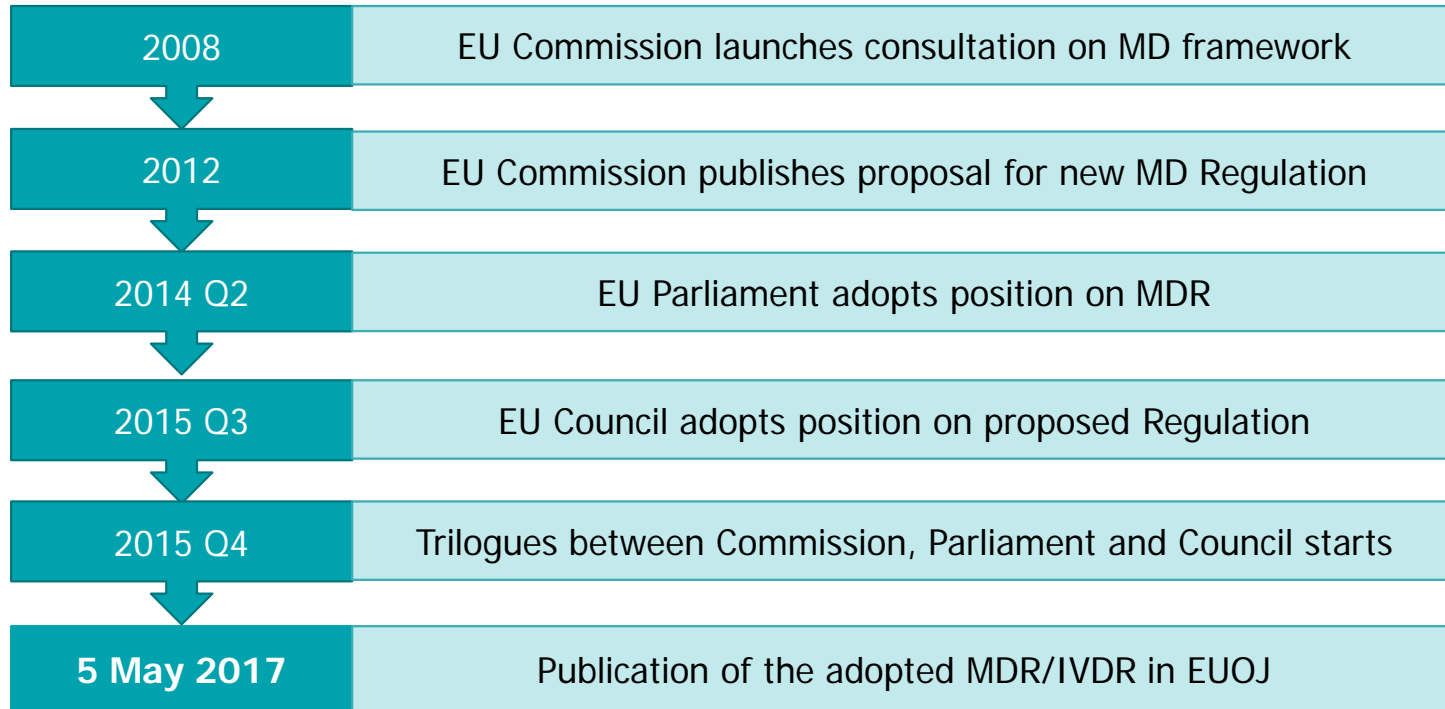 2008
EU Commission launches consultation on MD framework
2012
EU Commission publishes proposal for new MD Regulation
2014 Q2
EU Parliament adopts position on MDR
2015 Q3
EU Council adopts position on proposed Regulation
2015 Q4
Trilogues between Commission, Parliament and Council starts
5 May 2017
Publication of the adopted MDR/IVDR in EUOJ